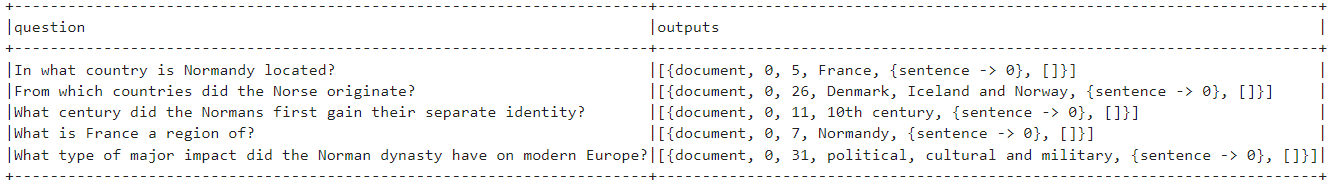 +------------------------------------------------------------------------------+---------------------------------------------------------------------------------+
|question                                                                      |outputs                                                                          |
+------------------------------------------------------------------------------+---------------------------------------------------------------------------------+
|In what country is Normandy located?                                          |[{document, 0, 5, France, {sentence -> 0}, []}]                                  |
|From which countries did the Norse originate?                                 |[{document, 0, 26, Denmark, Iceland and Norway, {sentence -> 0}, []}]            |
|What century did the Normans first gain their separate identity?              |[{document, 0, 11, 10th century, {sentence -> 0}, []}]                           |
|What is France a region of?                                                   |[{document, 0, 7, Normandy, {sentence -> 0}, []}]                                |
|What type of major impact did the Norman dynasty have on modern Europe?|[{document, 0, 31, political, cultural and military, {sentence -> 0}, []}]|
+------------------------------------------------------------------------------+---------------------------------------------------------------------------------+